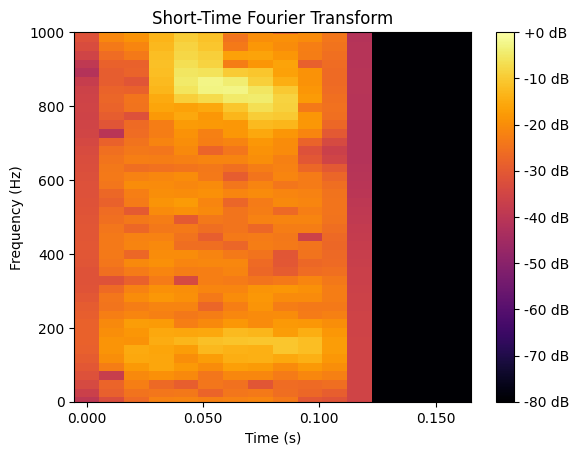 Short-Time Fourier Transform
1000
800
600
400
200
0
Frequency (Hz)
0.000
0.050
0.100
0.150
Time (s)
+0 dB
-10 dB
-20 dB
-30 dB
-40 dB
-50 dB
-60 dB
-70 dB
-80 dB